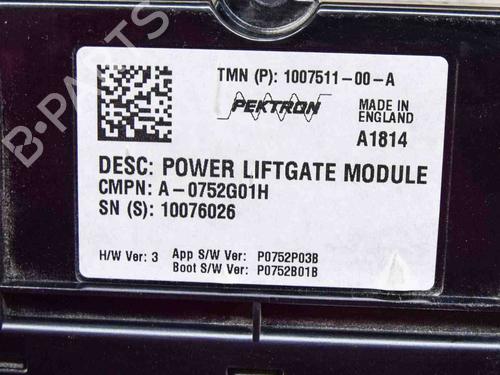 TMN (P): 1007511-00-A
PEKTRON
MADE IN
ENGLAND
A1814
DESC: POWER LIFTGATE MODULE
CMPN: A-0752G01H
SN (S): 10076026
H/W Ver: 3 App S/W Ver: P0752P03B
Boot S/W Ver: P0752B01B
B-PARTS